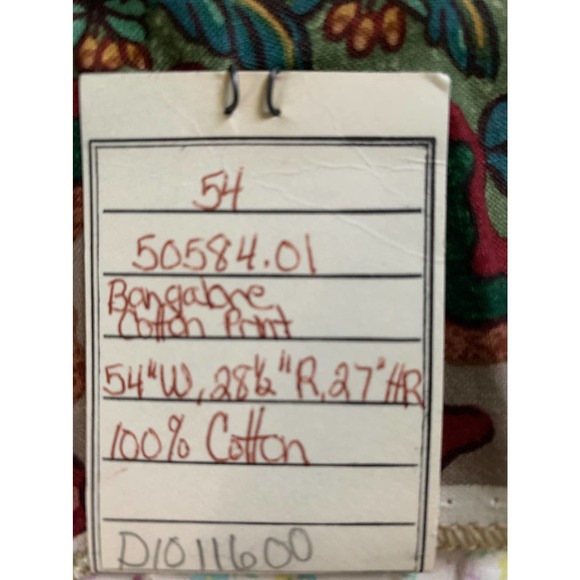 54
50584.01
Bangalore
Cotton Print
54"W, 28½"R, 27"HR
100% Cotton
D1011600